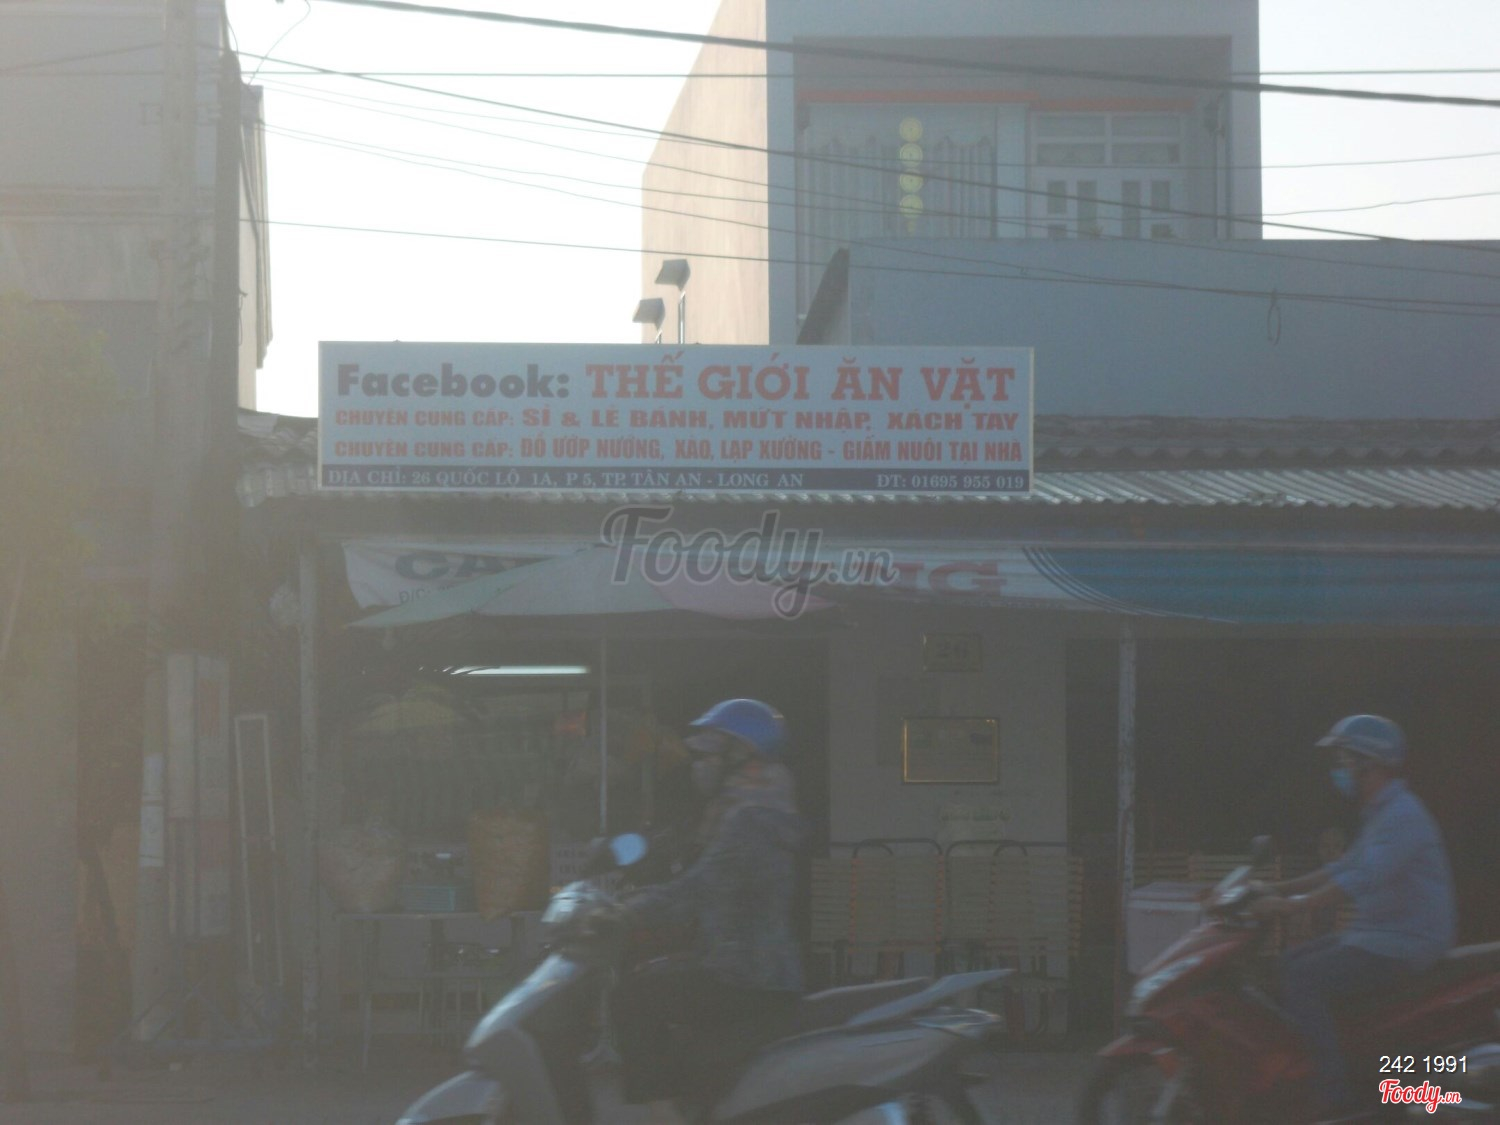 Facebook: THẾ GIỚI ĂN VẶT
CHUYÊN CUNG CẤP: SỈ & LẺ BÁNH, MỨT NHẬP, XÁCH TAY
CHUYÊN CUNG CẤP: ĐỒ ƯỚP NƯỚNG, XÀO, LẠP XƯỞNG - GIẤM NUÔI TẠI NHÀ
ĐỊA CHỈ: 26 QUỐC LỘ 1A, P 5, TP. TÂN AN - LONG AN ĐT: 01695 955 019
Foody.vn
26
242 1991
Foody.vn